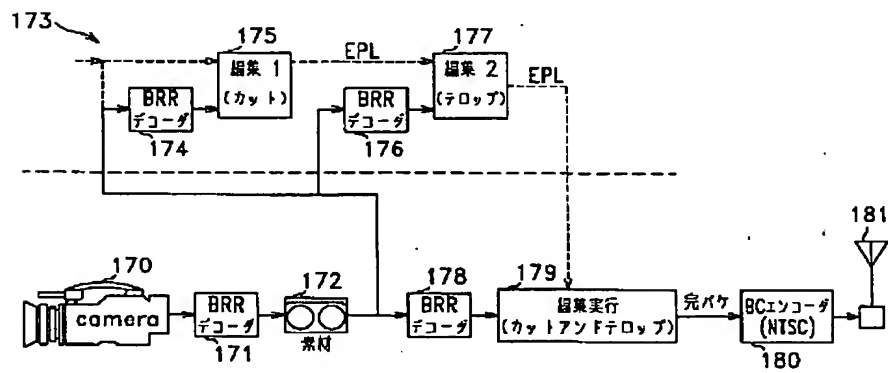 173
175
編集 1
(カット)
EPL
177
編集 2
(テロップ)
EPL
BRR
デコーダ
174
BRR
デコーダ
176
170
camera
BRR
デコーダ
171
172
素材
178
BRR
デコーダ
179
編集実行
(カットアンドテロップ)
完パケ
BCエンコーダ
(NTSC)
180
181